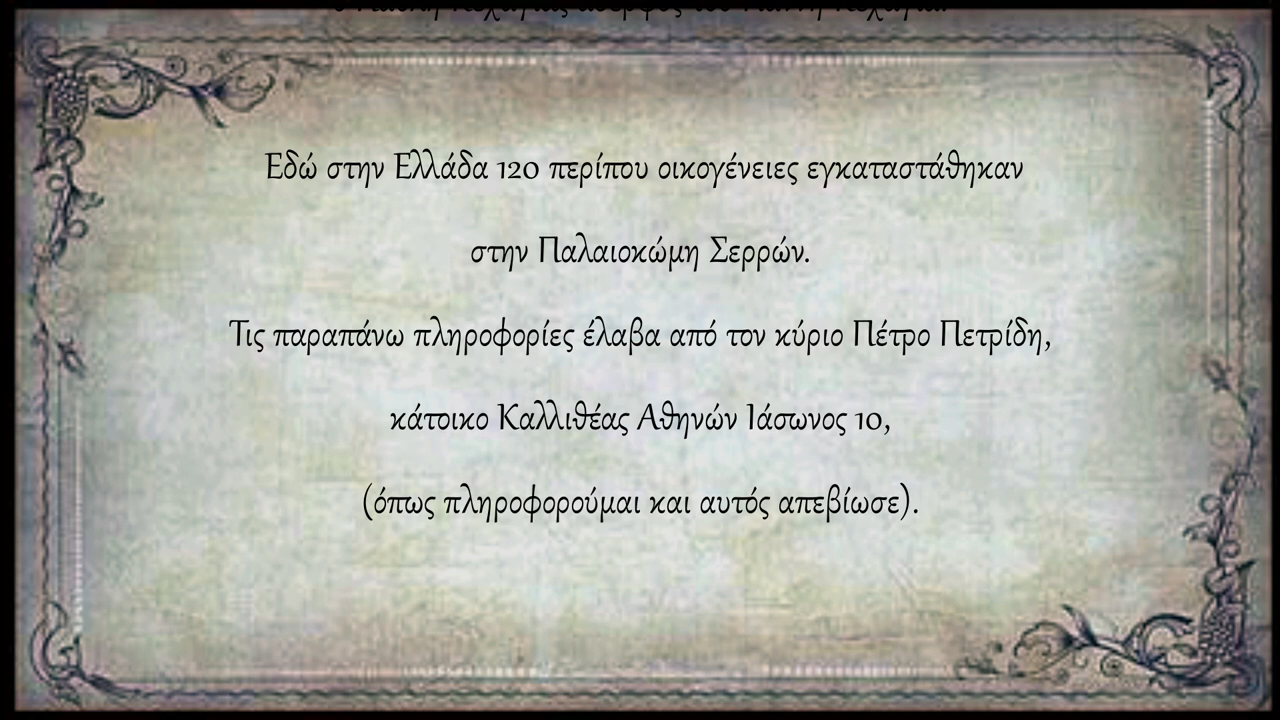 Εδώ στην Ελλάδα 120 περίπου οικογένειες εγκαταστάθηκαν
στην Παλαιοκώμη Σερρών.
Τις παραπάνω πληροφορίες έλαβα από τον κύριο Πέτρο Πετρίδη,
κάτοικο Καλλιθέας Αθηνών Ιάσωνος 10,
(όπως πληροφορούμαι και αυτός απεβίωσε).